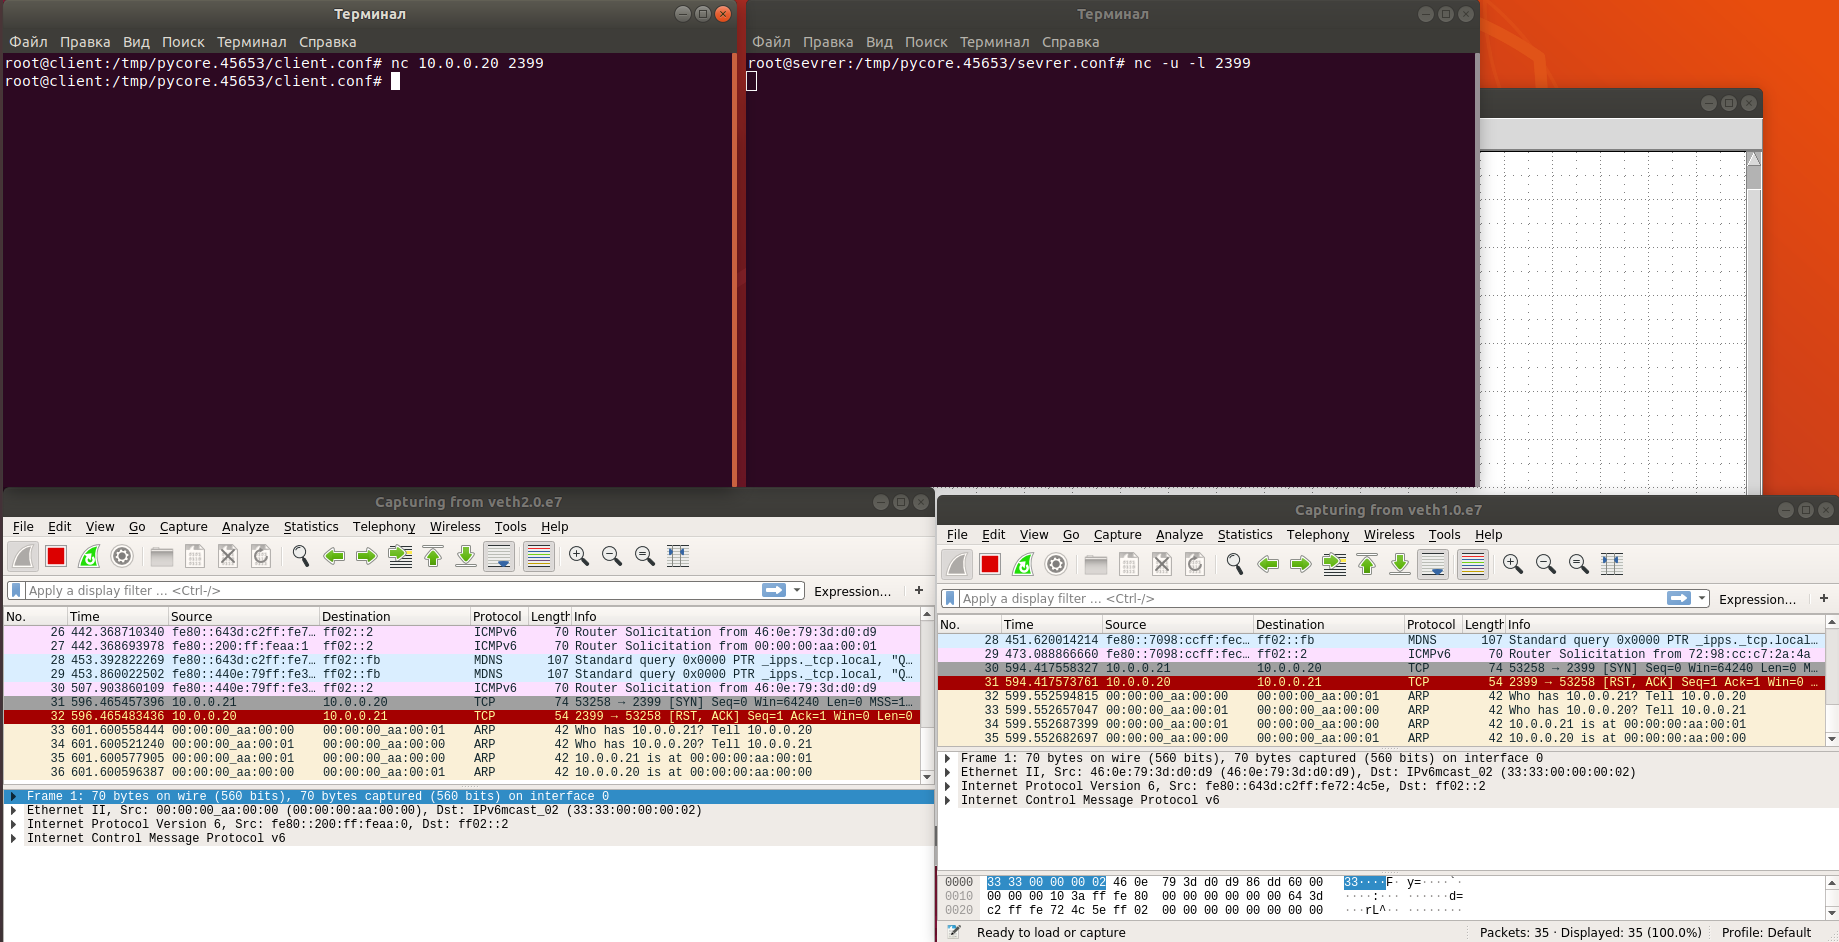 Терминал
Файл Правка Вид Поиск Терминал Справка
root@client:/tmp/pycore.45653/client.conf# nc 10.0.0.20 2399
root@client:/tmp/pycore.45653/client.conf#
Терминал
Файл Правка Вид Поиск Терминал Справка
root@sevrer:/tmp/pycore.45653/sevrer.conf# nc -u -l 2399
Capturing from veth2.0.e7
File Edit View Go Capture Analyze Statistics Telephony Wireless Tools Help
Apply a display filter ... <Ctrl-/> Expression... +
No. Time Source Destination Protocol Length Info
26 442.368710340 fe80::643d:c2ff:fe7... ff02::2 ICMPv6 70 Router Solicitation from 46:0e:79:3d:d0:d9
27 442.368693978 fe80::200:ff:feaa:1 ff02::2 ICMPv6 70 Router Solicitation from 00:00:00:aa:00:01
28 453.392822269 fe80::643d:c2ff:fe7... ff02::fb MDNS 107 Standard query 0x0000 PTR _ipps._tcp.local, "Q...
29 453.860022502 fe80::440e:79ff:fe3... ff02::fb MDNS 107 Standard query 0x0000 PTR _ipps._tcp.local, "Q...
30 507.903860109 fe80::440e:79ff:fe3... ff02::2 ICMPv6 70 Router Solicitation from 46:0e:79:3d:d0:d9
31 596.465457396 10.0.0.21 10.0.0.20 TCP 74 53258 → 2399 [SYN] Seq=0 Win=64240 Len=0 MSS=1...
32 596.465483436 10.0.0.20 10.0.0.21 TCP 54 2399 → 53258 [RST, ACK] Seq=1 Ack=1 Win=0 Len=0
33 601.600558444 00:00:00_aa:00:00 00:00:00_aa:00:01 ARP 42 Who has 10.0.0.21? Tell 10.0.0.20
34 601.600521240 00:00:00_aa:00:01 00:00:00_aa:00:00 ARP 42 Who has 10.0.0.20? Tell 10.0.0.21
35 601.600577905 00:00:00_aa:00:01 00:00:00_aa:00:00 ARP 42 10.0.0.21 is at 00:00:00:aa:00:01
36 601.600596387 00:00:00_aa:00:00 00:00:00_aa:00:01 ARP 42 10.0.0.20 is at 00:00:00:aa:00:00
Frame 1: 70 bytes on wire (560 bits), 70 bytes captured (560 bits) on interface 0
Ethernet II, Src: 00:00:00_aa:00:00 (00:00:00:aa:00:00), Dst: IPv6mcast_02 (33:33:00:00:00:02)
Internet Protocol Version 6, Src: fe80::200:ff:feaa:0, Dst: ff02::2
Internet Control Message Protocol v6
Capturing from veth1.0.e7
File Edit View Go Capture Analyze Statistics Telephony Wireless Tools Help
Apply a display filter ... <Ctrl-/> Expression... +
No. Time Source Destination Protocol Length Info
28 451.620014214 fe80::7098:ccff:fec... ff02::fb MDNS 107 Standard query 0x0000 PTR _ipps._tcp.local...
29 473.088866660 fe80::7098:ccff:fec... ff02::2 ICMPv6 70 Router Solicitation from 72:98:cc:c7:2a:4a
30 594.417558327 10.0.0.21 10.0.0.20 TCP 74 53258 → 2399 [SYN] Seq=0 Win=64240 Len=0 M...
31 594.417573761 10.0.0.20 10.0.0.21 TCP 54 2399 → 53258 [RST, ACK] Seq=1 Ack=1 Win=0 ...
32 599.552594815 00:00:00_aa:00:00 00:00:00_aa:00:01 ARP 42 Who has 10.0.0.21? Tell 10.0.0.20
33 599.552657047 00:00:00_aa:00:01 00:00:00_aa:00:00 ARP 42 Who has 10.0.0.20? Tell 10.0.0.21
34 599.552687399 00:00:00_aa:00:01 00:00:00_aa:00:00 ARP 42 10.0.0.21 is at 00:00:00:aa:00:01
35 599.552682697 00:00:00_aa:00:00 00:00:00_aa:00:01 ARP 42 10.0.0.20 is at 00:00:00:aa:00:00
Frame 1: 70 bytes on wire (560 bits), 70 bytes captured (560 bits) on interface 0
Ethernet II, Src: 46:0e:79:3d:d0:d9 (46:0e:79:3d:d0:d9), Dst: IPv6mcast_02 (33:33:00:00:00:02)
Internet Protocol Version 6, Src: fe80::643d:c2ff:fe72:4c5e, Dst: ff02::2
Internet Control Message Protocol v6
0000 33 33 00 00 00 02 46 0e 79 3d d0 d9 86 dd 60 00 33····F· y=····`·
0010 00 00 00 10 3a ff fe 80 00 00 00 00 00 00 64 3d ····:··· ······d=
0020 c2 ff fe 72 4c 5e ff 02 00 00 00 00 00 00 00 00 ···rL^·· ········
Ready to load or capture Packets: 35 · Displayed: 35 (100.0%) Profile: Default